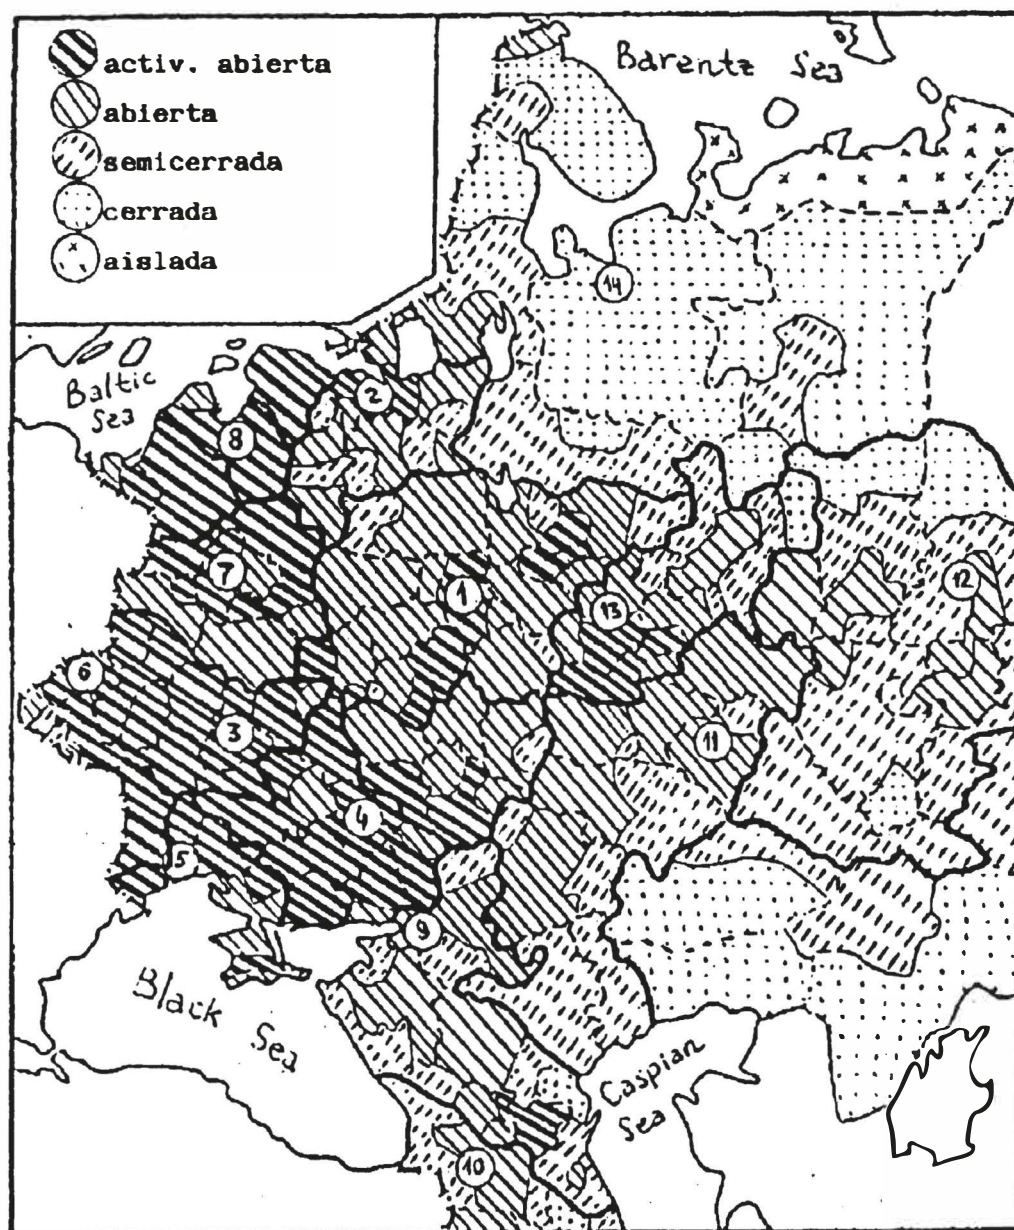 activ. abierta
abierta
semicerrada
cerrada
aislada
Barentz Sea
14
Baltic
Sea
2
8
7
1
13
12
6
3
11
4
5
9
Black Sea
Caspian
Sea
10